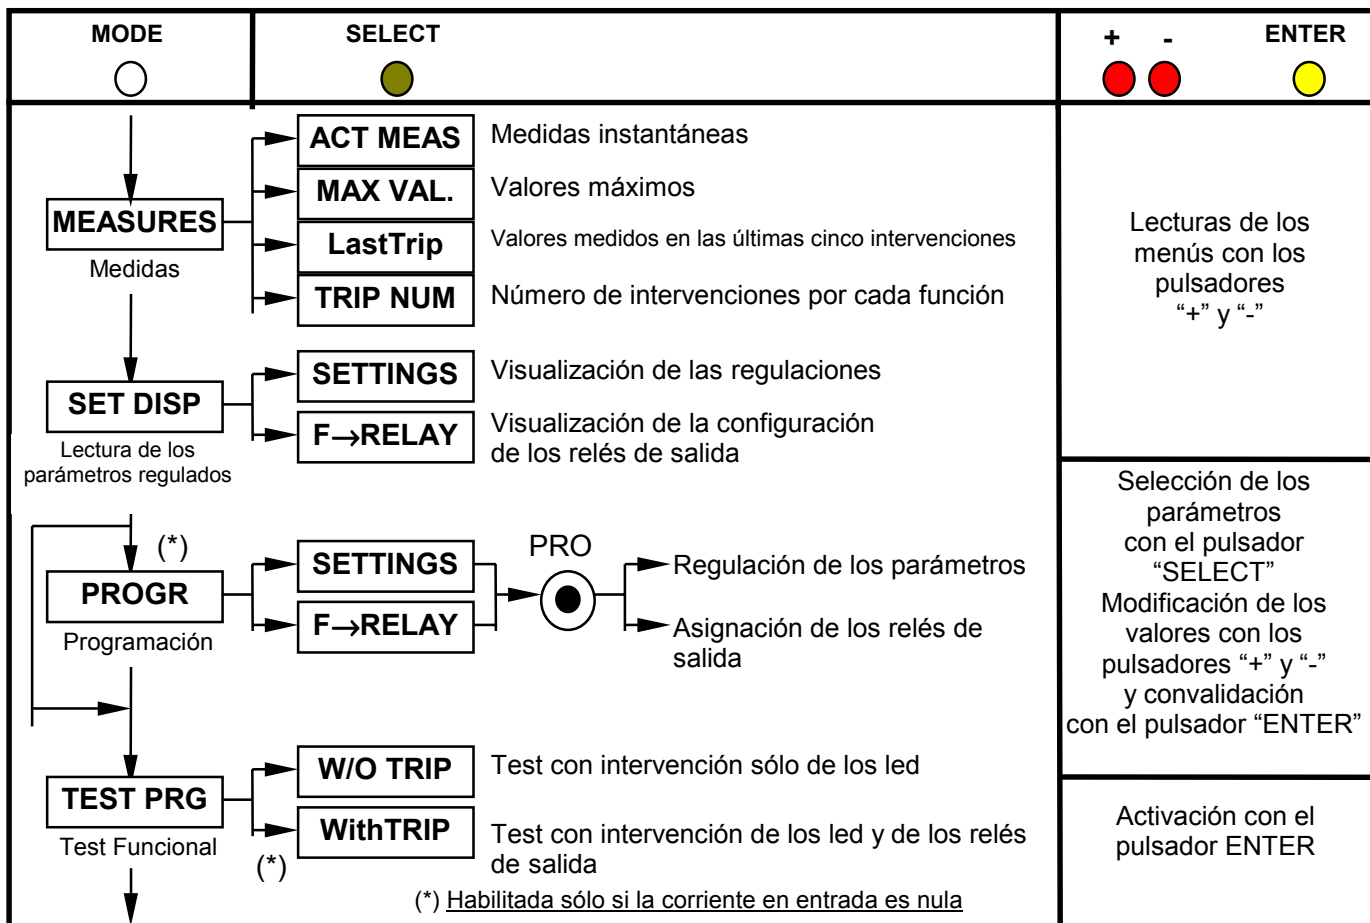 MODE
SELECT
+ -
ENTER
ACT MEAS
Medidas instantáneas
MAX VAL.
Valores máximos
MEASURES
Medidas
LastTrip
Valores medidos en las últimas cinco intervenciones
TRIP NUM
Número de intervenciones por cada función
Lecturas de los
menús con los
pulsadores
“+” y “-”
SETTINGS
Visualización de las regulaciones
SET DISP
Lectura de los
parámetros regulados
F→RELAY
Visualización de la configuración
de los relés de salida
(*)
PROGR
Programación
SETTINGS
F→RELAY
PRO
Regulación de los parámetros
Asignación de los relés de
salida
Selección de los
parámetros
con el pulsador
“SELECT”
Modificación de los
valores con los
pulsadores “+” y “-”
y convalidación
con el pulsador “ENTER”
TEST PRG
Test Funcional
W/O TRIP
Test con intervención sólo de los led
WithTRIP
Test con intervención de los led y de los relés
de salida
(*)
Activación con el
pulsador ENTER
(*) Habilitada sólo si la corriente en entrada es nula